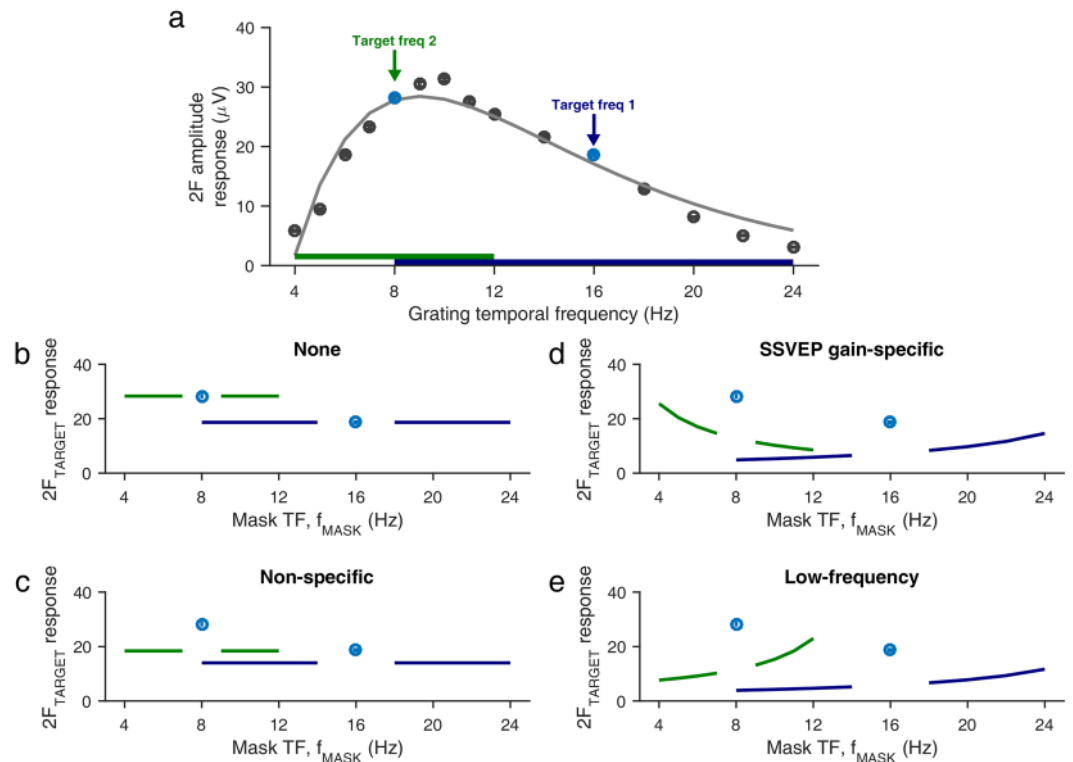 a
40
30
20
10
0
2F amplitude
response (μV)
Target freq 2
Target freq 1
4 8 12 16 20 24
Grating temporal frequency (Hz)
b
None
40
20
0
2F_TARGET response
4 8 12 16 20 24
Mask TF, f_MASK (Hz)
d
SSVEP gain-specific
40
20
0
2F_TARGET response
4 8 12 16 20 24
Mask TF, f_MASK (Hz)
c
Non-specific
40
20
0
2F_TARGET response
4 8 12 16 20 24
Mask TF, f_MASK (Hz)
e
Low-frequency
40
20
0
2F_TARGET response
4 8 12 16 20 24
Mask TF, f_MASK (Hz)